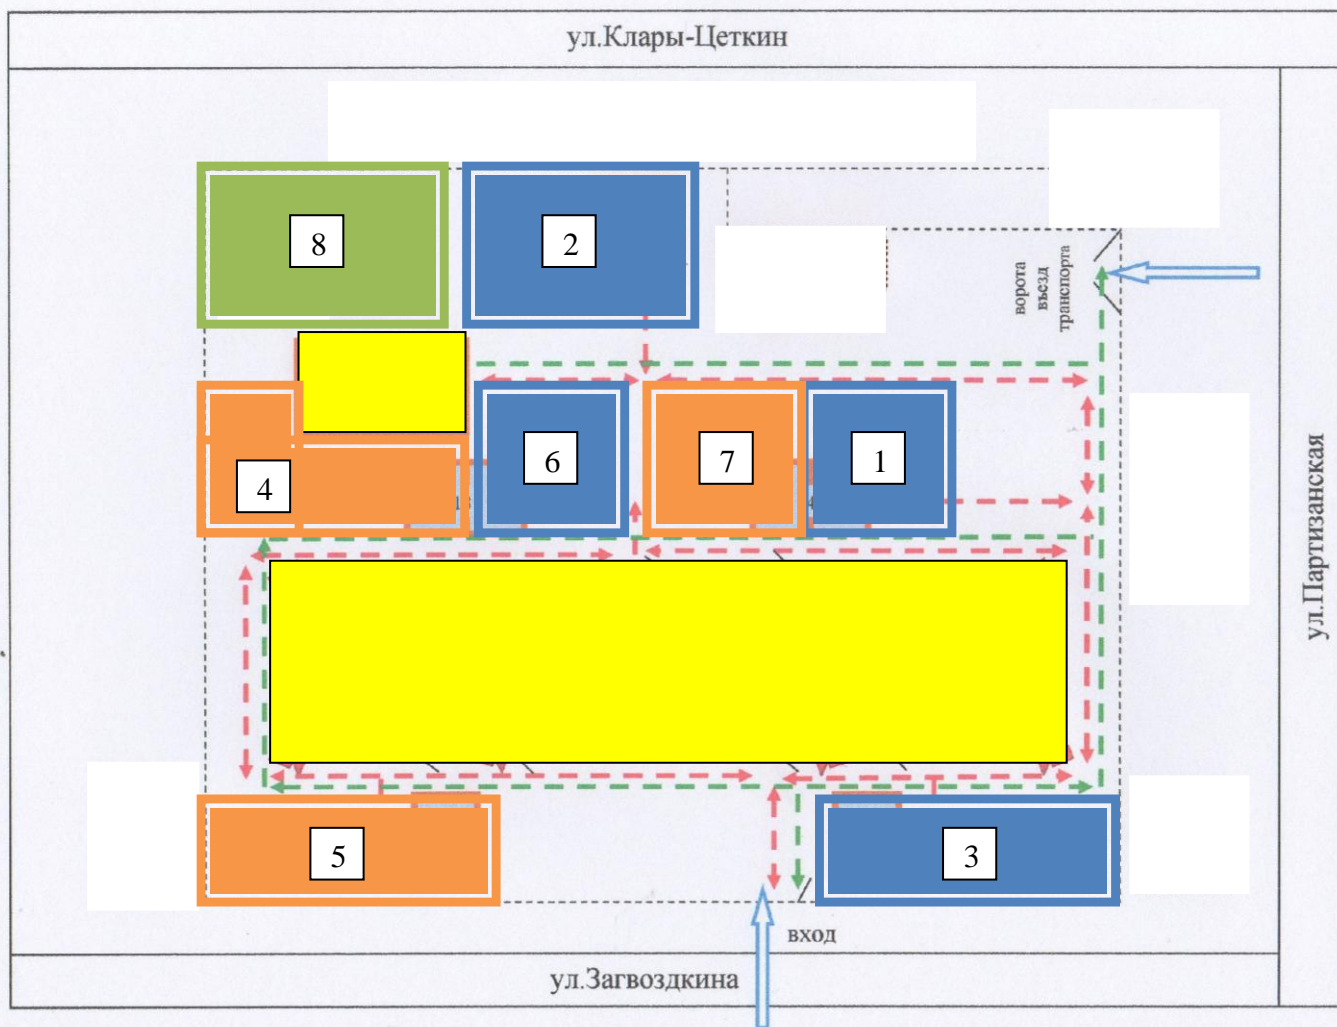 ул.Клары-Цеткин
8
2
ворота
въезд
транспорта
4
6
7
1
ул.Партизанская
5
3
вход
ул.Загвоздкина